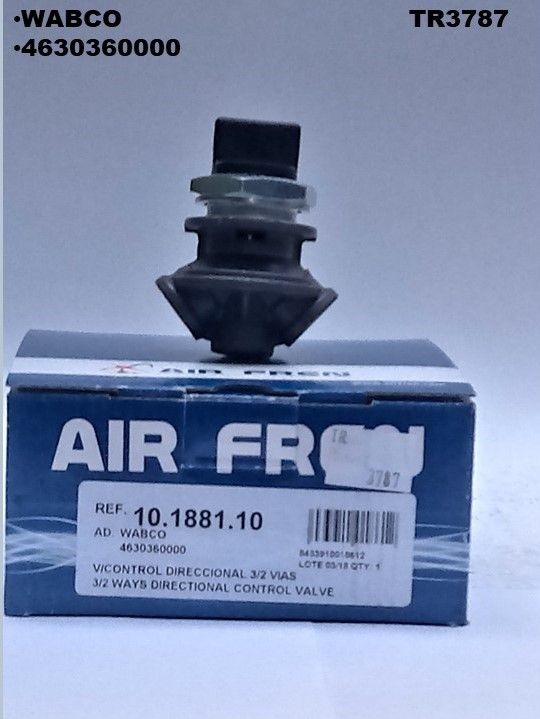 •WABCO
TR3787
•4630360000
AIR FREN
AIR FREN
TR
3787
REF. 10.1881.10
AD. WABCO
4630360000
LOTE 03/18 QTY: 1
V/CONTROL DIRECCIONAL 3/2 VIAS
3/2 WAYS DIRECTIONAL CONTROL VALVE